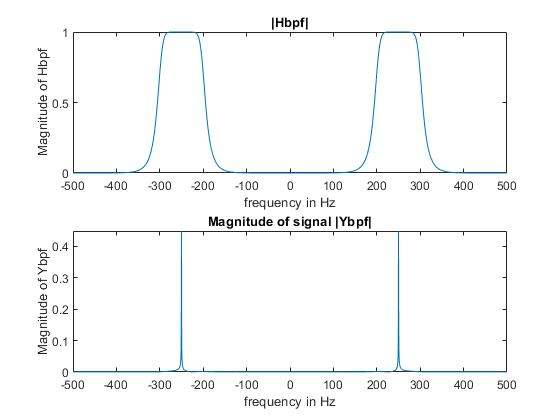 |Hbpf|
Magnitude of Hbpf
1
0.5
0
-500 -400 -300 -200 -100 0 100 200 300 400 500
frequency in Hz
Magnitude of signal |Ybpf|
Magnitude of Ybpf
0.4
0.3
0.2
0.1
0
-500 -400 -300 -200 -100 0 100 200 300 400 500
frequency in Hz